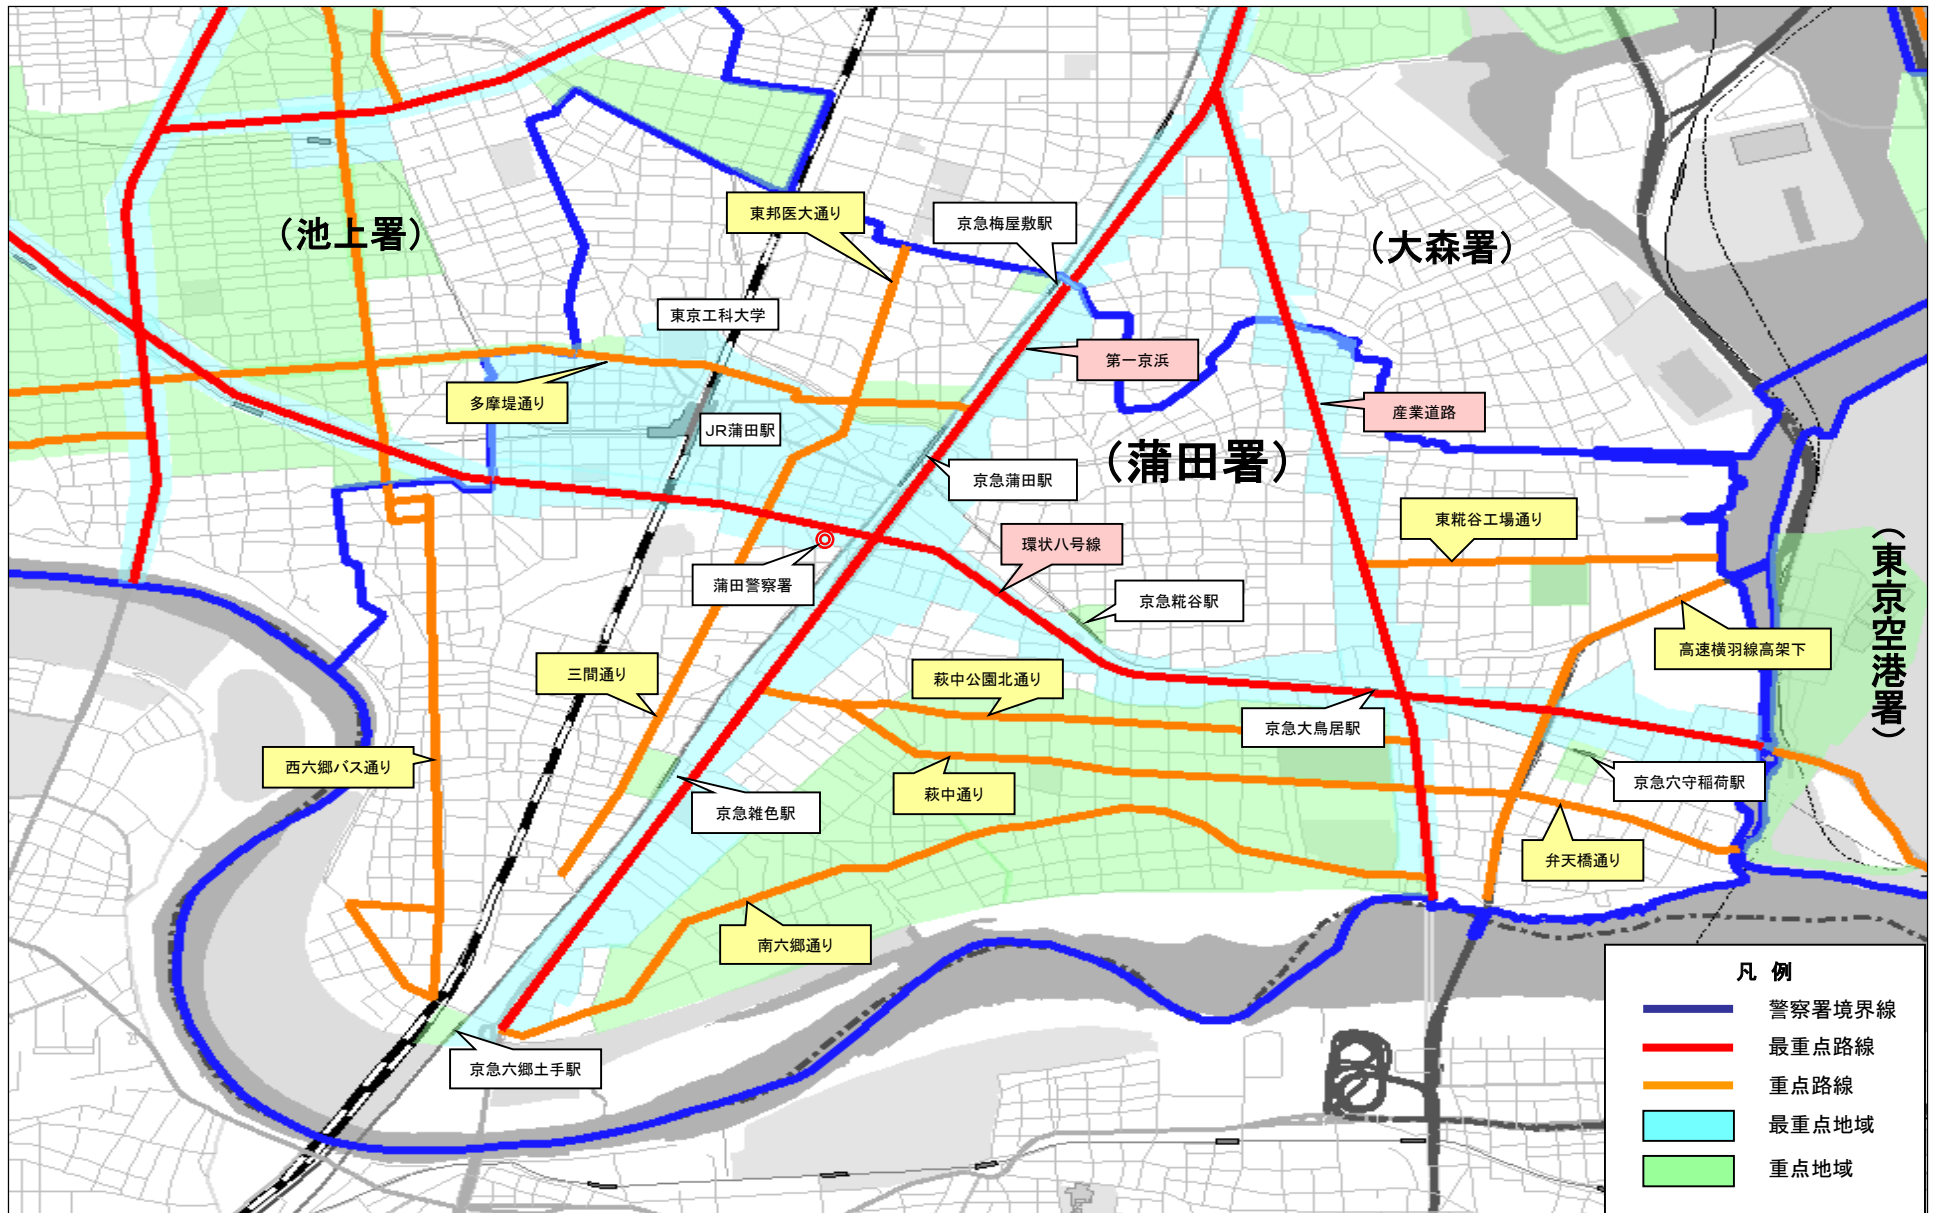 東邦医大通り
京急梅屋敷駅
（池上署）
（大森署）
東京工科大学
第一京浜
多摩堤通り
産業道路
JR蒲田駅
（蒲田署）
京急蒲田駅
東糀谷工場通り
環状八号線
（東京空港署）
蒲田警察署
京急糀谷駅
高速横羽線高架下
三間通り
萩中公園北通り
京急大鳥居駅
西六郷バス通り
京急穴守稲荷駅
萩中通り
京急雑色駅
弁天橋通り
南六郷通り
京急六郷土手駅
凡 例
警察署境界線
最重点路線
重点路線
最重点地域
重点地域